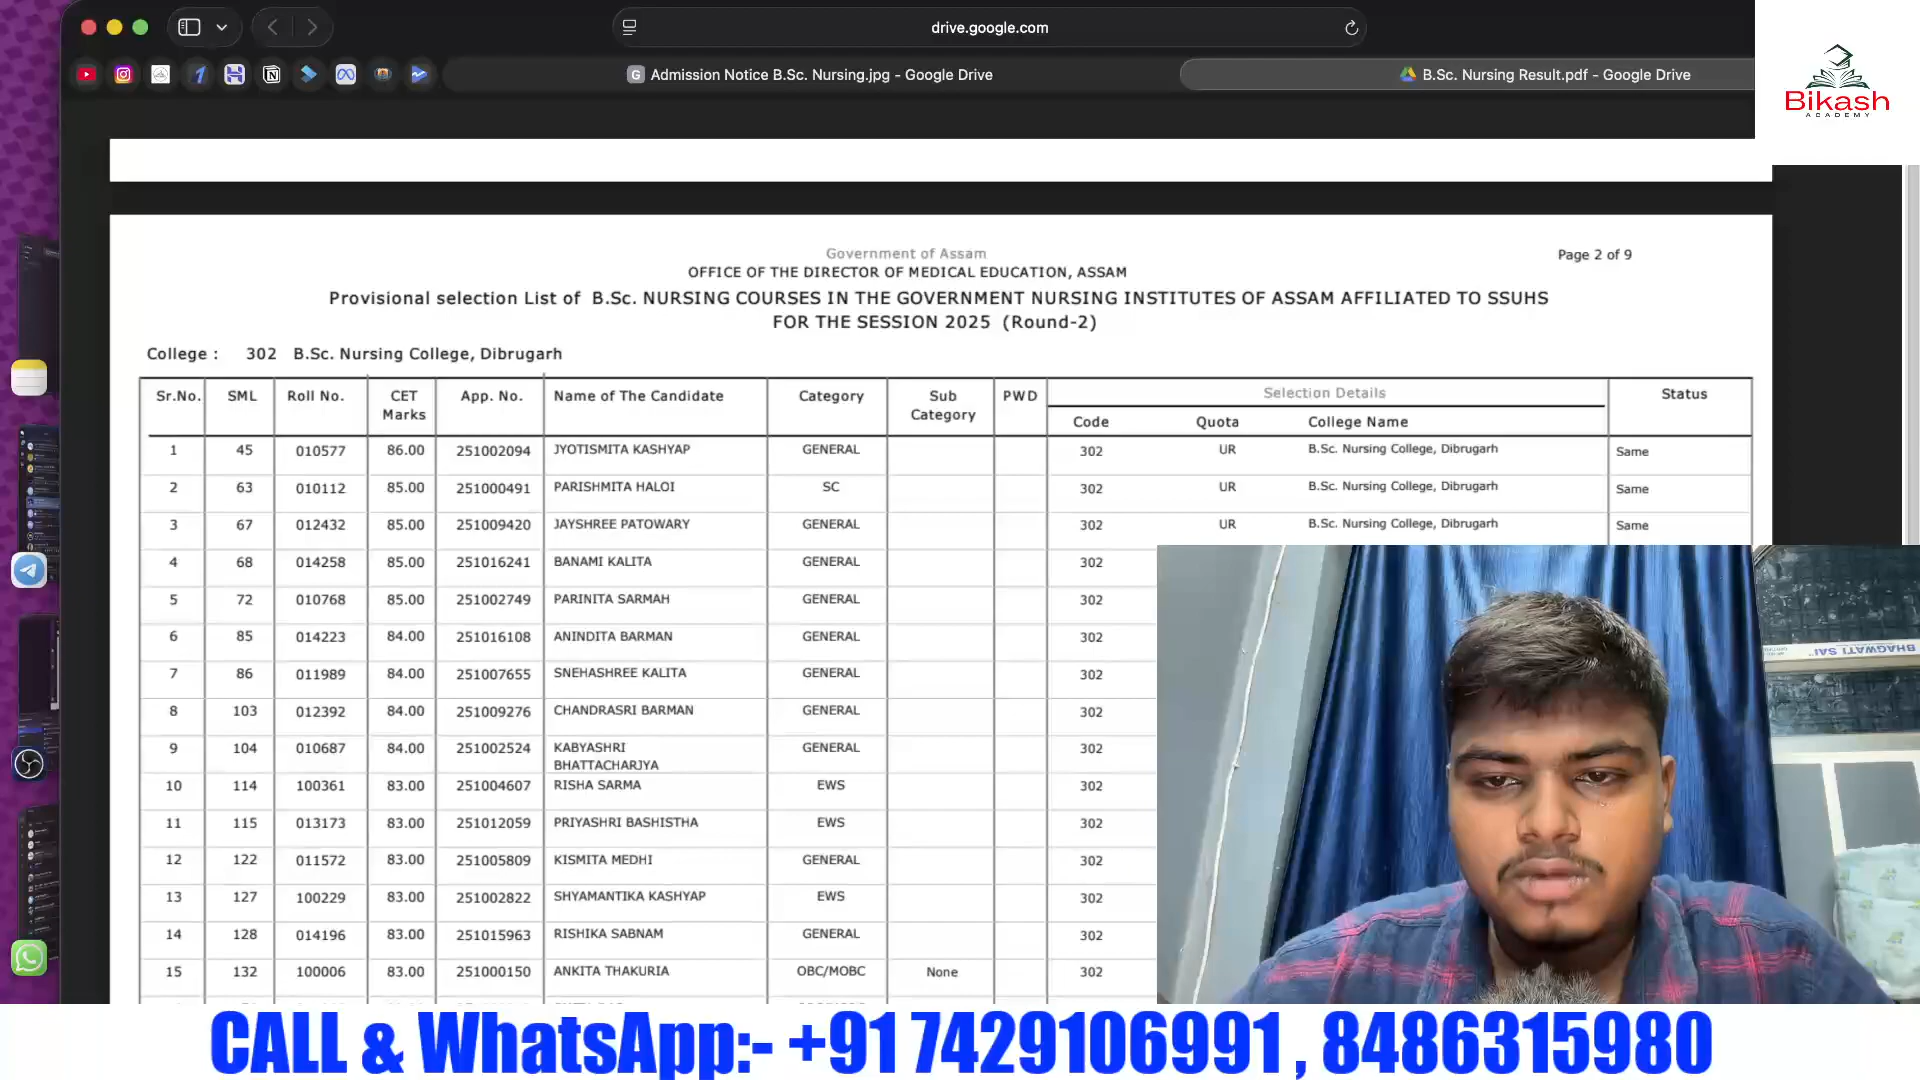 drive.google.com
Admission Notice B.Sc. Nursing.jpg - Google Drive
B.Sc. Nursing Result.pdf - Google Drive
Bikash
ACADEMY
Government of Assam
Page 2 of 9
OFFICE OF THE DIRECTOR OF MEDICAL EDUCATION, ASSAM
Provisional selection List of B.Sc. NURSING COURSES IN THE GOVERNMENT NURSING INSTITUTES OF ASSAM AFFILIATED TO SSUHS
FOR THE SESSION 2025 (Round-2)
College : 302 B.Sc. Nursing College, Dibrugarh
Sr.No. SML Roll No. CET Marks App. No. Name of The Candidate Category Sub Category PWD Selection Details Status
Code Quota College Name
1 45 010577 86.00 251002094 JYOTISMITA KASHYAP GENERAL 302 UR B.Sc. Nursing College, Dibrugarh Same
2 63 010112 85.00 251000491 PARISHMITA HALOI SC 302 UR B.Sc. Nursing College, Dibrugarh Same
3 67 012432 85.00 251009420 JAYSHREE PATOWARY GENERAL 302 UR B.Sc. Nursing College, Dibrugarh Same
4 68 014258 85.00 251016241 BANAMI KALITA GENERAL 302
5 72 010768 85.00 251002749 PARINITA SARMAH GENERAL 302
6 85 014223 84.00 251016108 ANINDITA BARMAN GENERAL 302
7 86 011989 84.00 251007655 SNEHASHREE KALITA GENERAL 302
8 103 012392 84.00 251009276 CHANDRASRI BARMAN GENERAL 302
9 104 010687 84.00 251002524 KABYASHRI BHATTACHARJYA GENERAL 302
10 114 100361 83.00 251004607 RISHA SARMA EWS 302
11 115 013173 83.00 251012059 PRIYASHRI BASHISTHA EWS 302
12 122 011572 83.00 251005809 KISMITA MEDHI GENERAL 302
13 127 100229 83.00 251002822 SHYAMANTIKA KASHYAP EWS 302
14 128 014196 83.00 251015963 RISHIKA SABNAM GENERAL 302
15 132 100006 83.00 251000150 ANKITA THAKURIA OBC/MOBC None 302
BHAGWATI SAI
CALL & WhatsApp:- +91 7429106991 , 8486315980